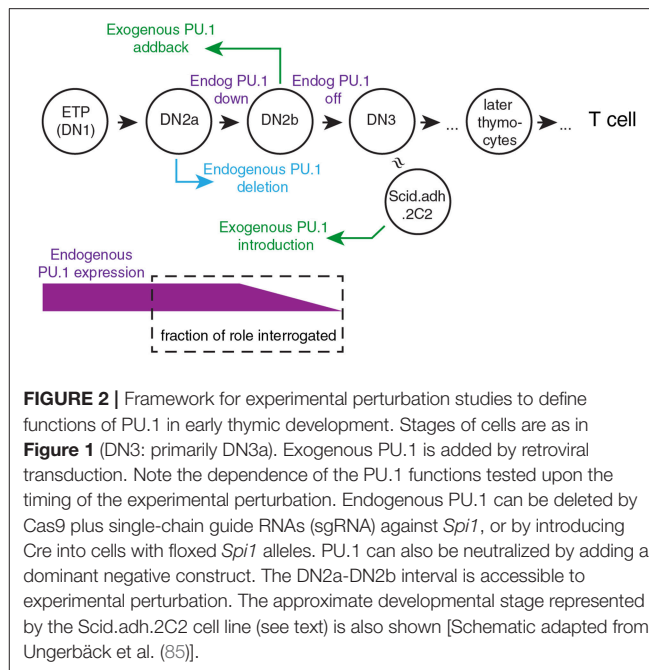 Exogenous PU.1
addback
Endog PU.1
down
Endog PU.1
off
ETP
(DN1)
DN2a
DN2b
DN3
...
later
thymo-
cytes
...
T cell
Endogenous PU.1
deletion
≈
Scid.adh
.2C2
Exogenous PU.1
introduction
Endogenous
PU.1 expression
fraction of role interrogated
FIGURE 2 | Framework for experimental perturbation studies to define
functions of PU.1 in early thymic development. Stages of cells are as in
Figure 1 (DN3: primarily DN3a). Exogenous PU.1 is added by retroviral
transduction. Note the dependence of the PU.1 functions tested upon the
timing of the experimental perturbation. Endogenous PU.1 can be deleted by
Cas9 plus single-chain guide RNAs (sgRNA) against Spi1, or by introducing
Cre into cells with floxed Spi1 alleles. PU.1 can also be neutralized by adding a
dominant negative construct. The DN2a-DN2b interval is accessible to
experimental perturbation. The approximate developmental stage represented
by the Scid.adh.2C2 cell line (see text) is also shown [Schematic adapted from
Ungerbäck et al. (85)].